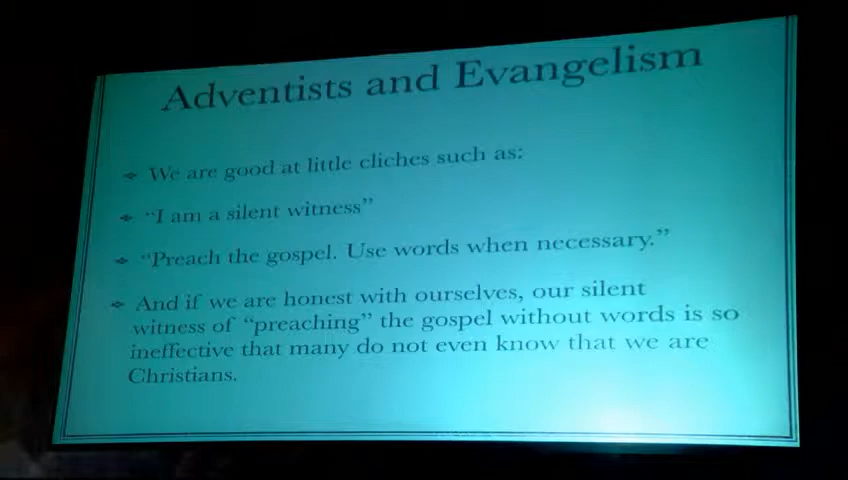 Adventists and Evangelism
We are good at little cliches such as:
"I am a silent witness"
"Preach the gospel. Use words when necessary."
And if we are honest with ourselves, our silent
witness of "preaching" the gospel without words is so
ineffective that many do not even know that we are
Christians.